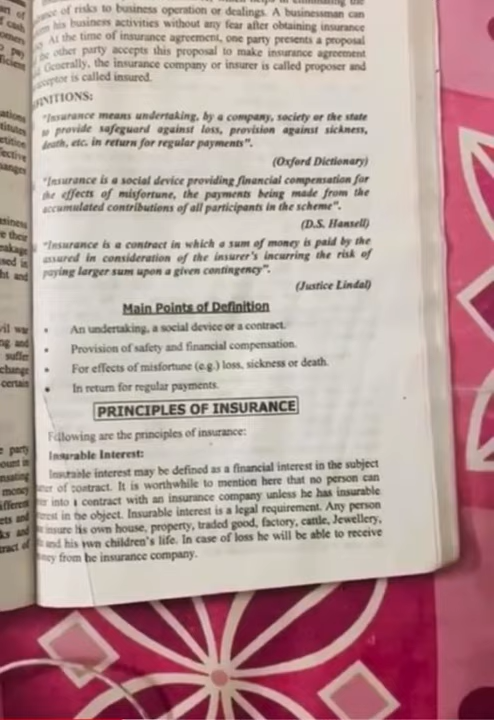 of risks to business operation or dealings. A businessman can
his business activities without any fear after obtaining insurance
At the time of insurance agreement, one party presents a proposal
the other party accepts this proposal to make insurance agreement
Generally, the insurance company or insurer is called proposer and
is called insured.
"Insurance means undertaking, by a company, society or the state
to provide safeguard against loss, provision against sickness,
death, etc. in return for regular payments".
(Oxford Dictionary)
"Insurance is a social device providing financial compensation for
the effects of misfortune, the payments being made from the
accumulated contributions of all participants in the scheme".
(D.S. Hansell)
"Insurance is a contract in which a sum of money is paid by the
assured in consideration of the insurer's incurring the risk of
paying larger sum upon a given contingency".
(Justice Lindal)
Main Points of Definition
• An undertaking, a social device or a contract.
• Provision of safety and financial compensation.
• For effects of misfortune (e.g.) loss, sickness or death.
• In return for regular payments.
PRINCIPLES OF INSURANCE
Following are the principles of insurance:
Insurable Interest:
Insurable interest may be defined as a financial interest in the subject
of contract. It is worthwhile to mention here that no person can
into a contract with an insurance company unless he has insurable
in the object. Insurable interest is a legal requirement. Any person
insure his own house, property, traded good, factory, cattle, Jewellery,
and his own children's life. In case of loss he will be able to receive
from he insurance company.